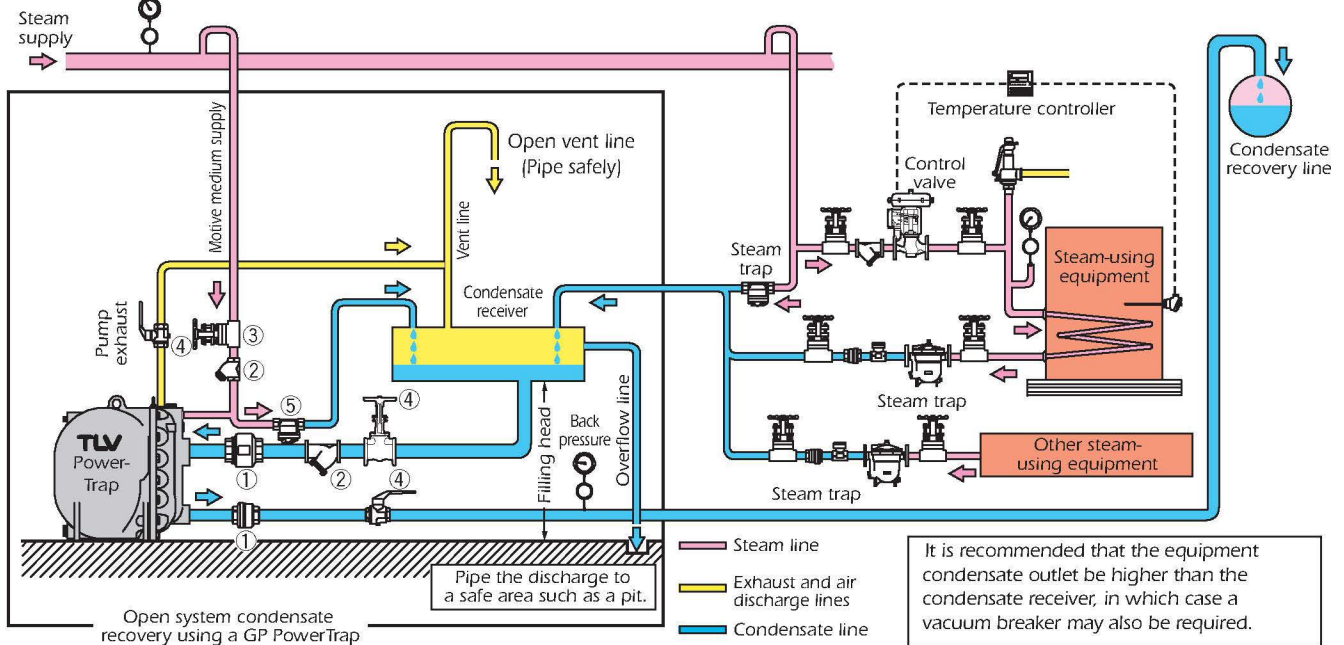 Steam
supply
Motive medium supply
Open vent line
(Pipe safely)
Vent line
Temperature controller
Control
valve
Condensate
recovery line
Steam
trap
Steam-using
equipment
Condensate
receiver
Pump
exhaust
④
③
②
⑤
④
Back
pressure
Filling head
Overflow line
Steam trap
TLV
Power-
Trap
①
②
④
①
Other steam-
using equipment
Steam trap
Pipe the discharge to
a safe area such as a pit.
Open system condensate
recovery using a GP PowerTrap
Steam line
Exhaust and air
discharge lines
Condensate line
It is recommended that the equipment
condensate outlet be higher than the
condensate receiver, in which case a
vacuum breaker may also be required.